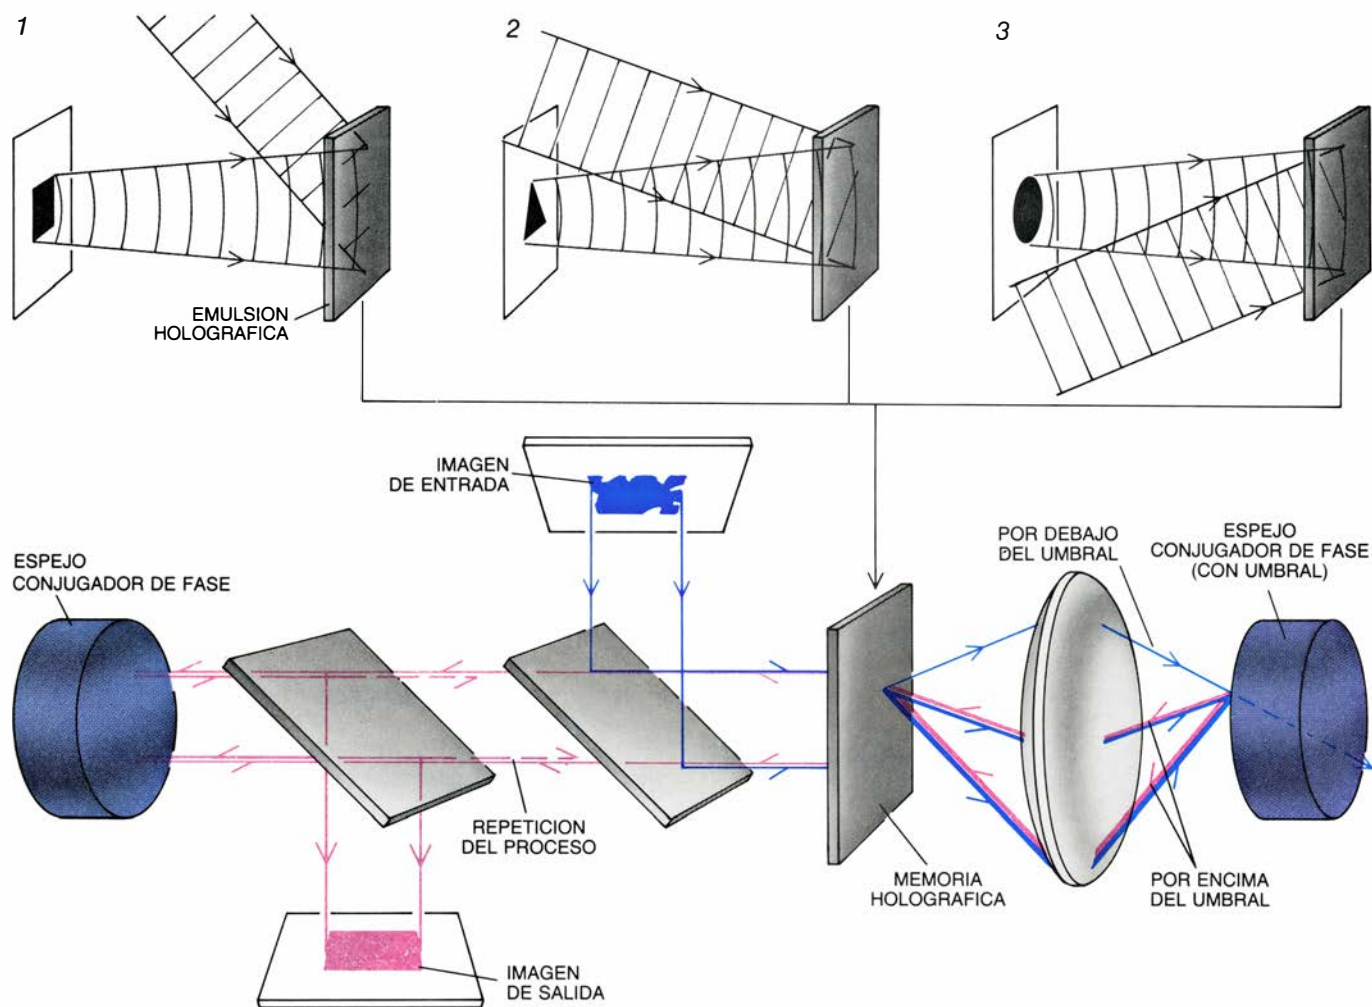 1
2
3
EMULSION
HOLOGRAFICA
IMAGEN
DE ENTRADA
ESPEJO
CONJUGADOR DE FASE
POR DEBAJO
DEL UMBRAL
ESPEJO
CONJUGADOR DE FASE
(CON UMBRAL)
REPETICION
DEL PROCESO
MEMORIA
HOLOGRAFICA
POR ENCIMA
DEL UMBRAL
IMAGEN
DE SALIDA